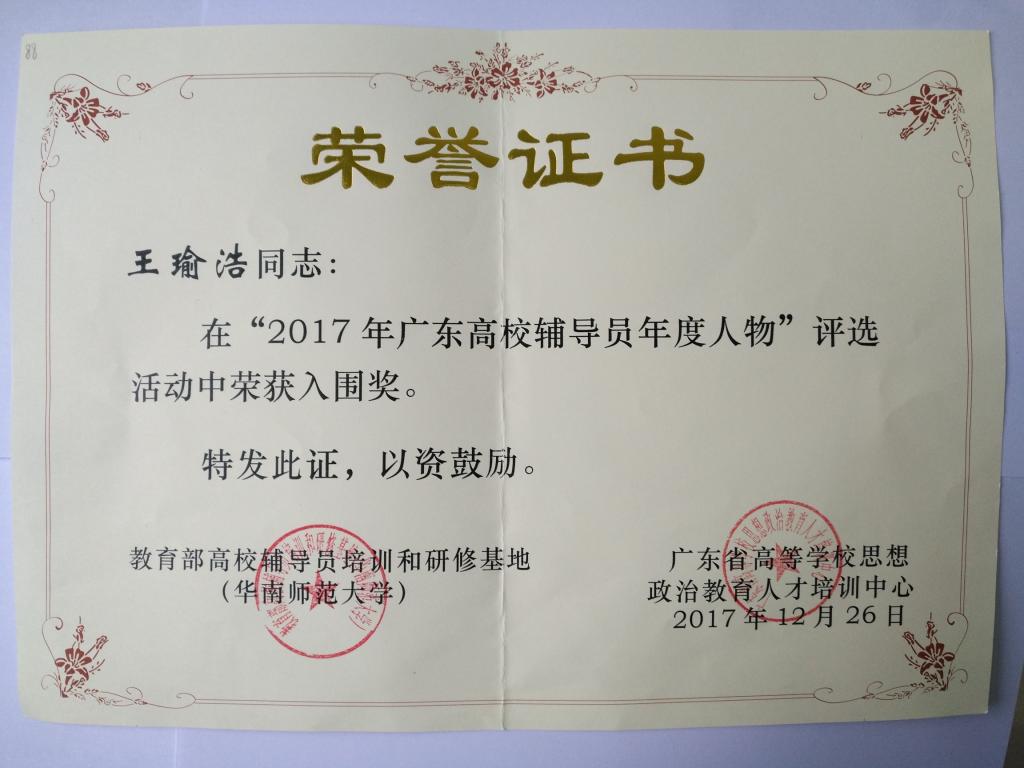 88
荣誉证书
王瑜浩同志：
在“2017年广东高校辅导员年度人物”评选
活动中荣获入围奖。
特发此证，以资鼓励。
教育部高校辅导员培训和研修基地
（华南师范大学）
广东省高等学校思想
政治教育人才培训中心
2017年12月26日